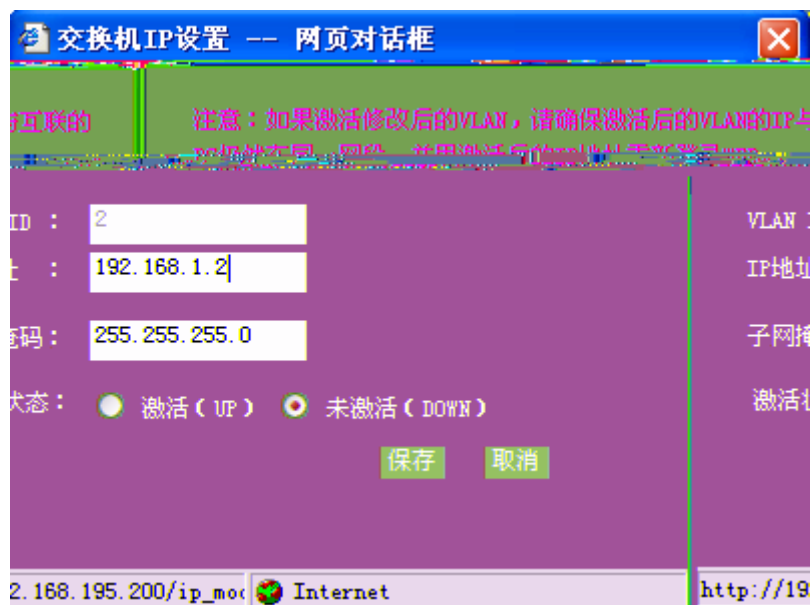 交换机IP设置 -- 网页对话框
互联的
注意：如果激活修改后的VLAN，请确保激活后的VLAN的IP与
ID : 2
VLAN
: 192.168.1.2
IP地址
掩码： 255.255.255.0
子网掩
状态： 激活(UP) 未激活(DOWN)
激活状
保存 取消
2.168.195.200/ip_mo
Internet
http://19